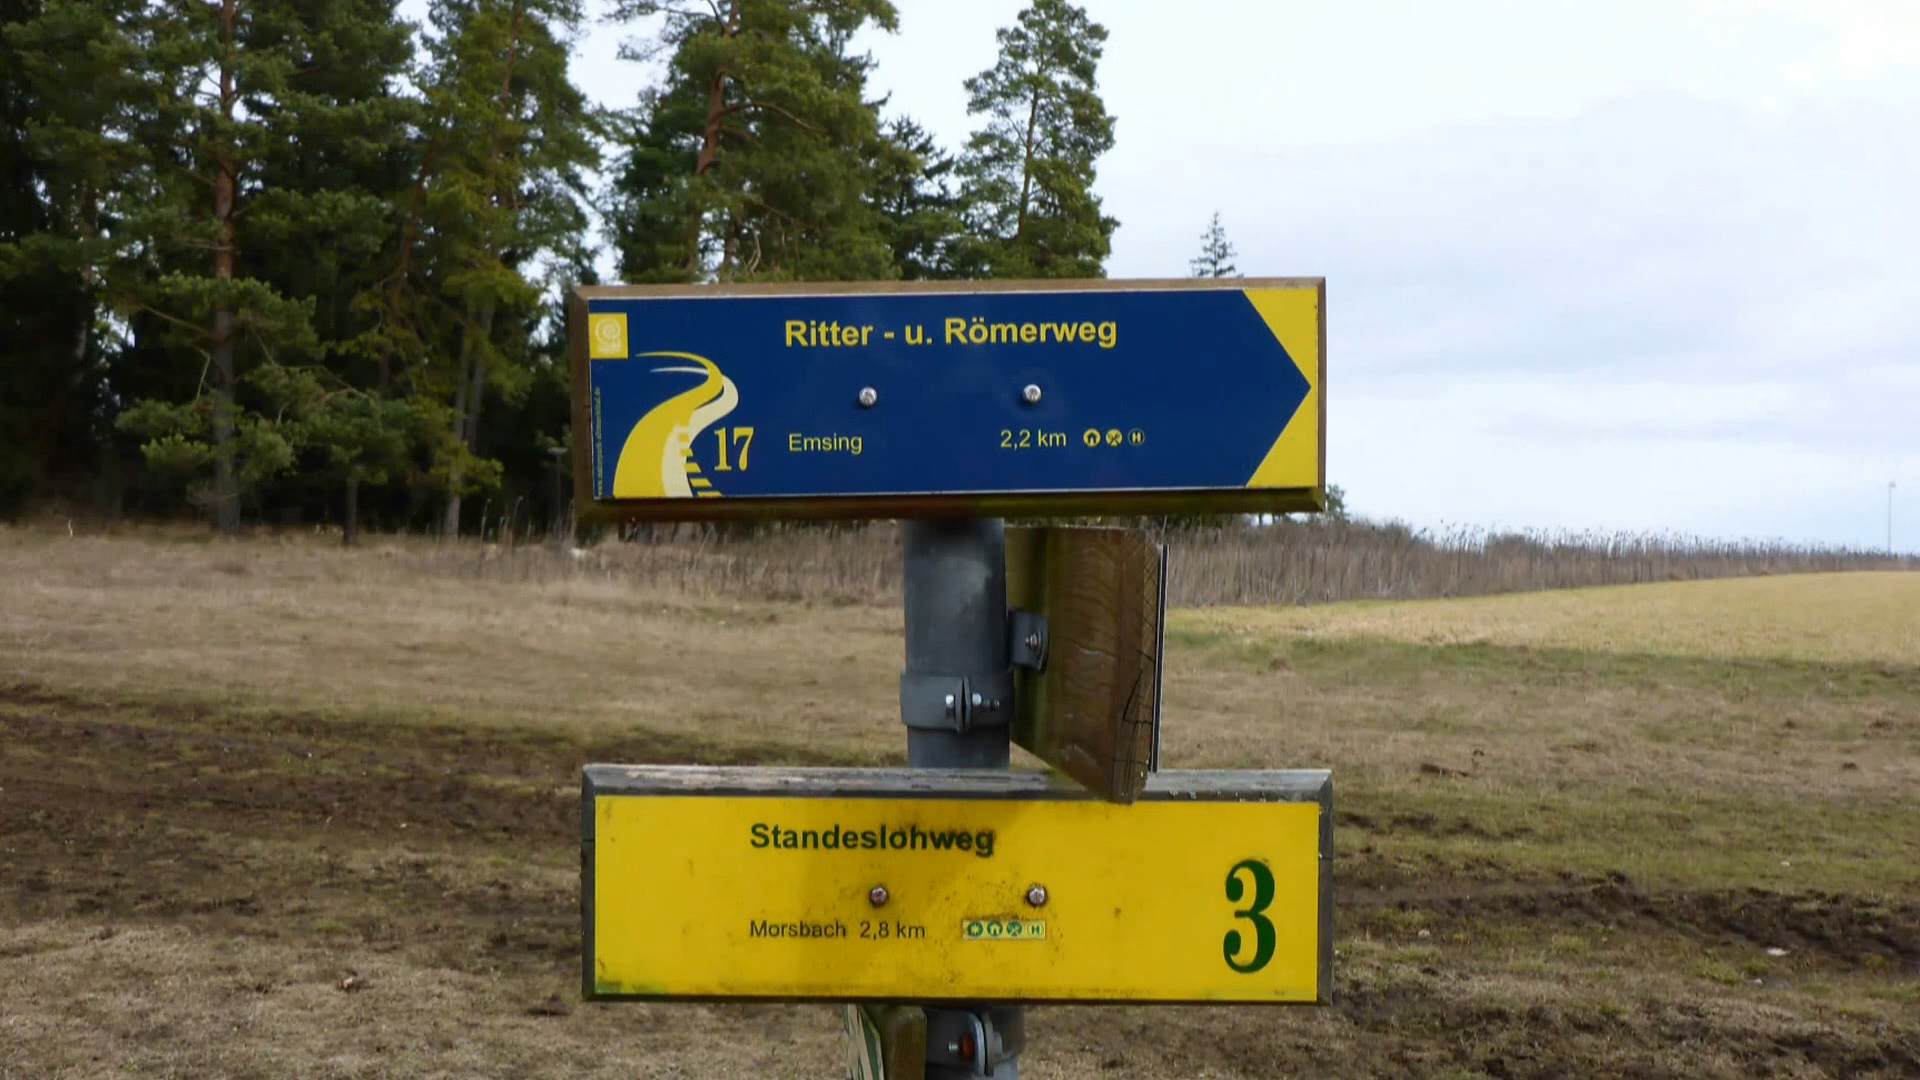 Ritter - u. Römerweg
17
Emsing 2,2 km H
Standeslohweg
Morsbach 2,8 km H
3